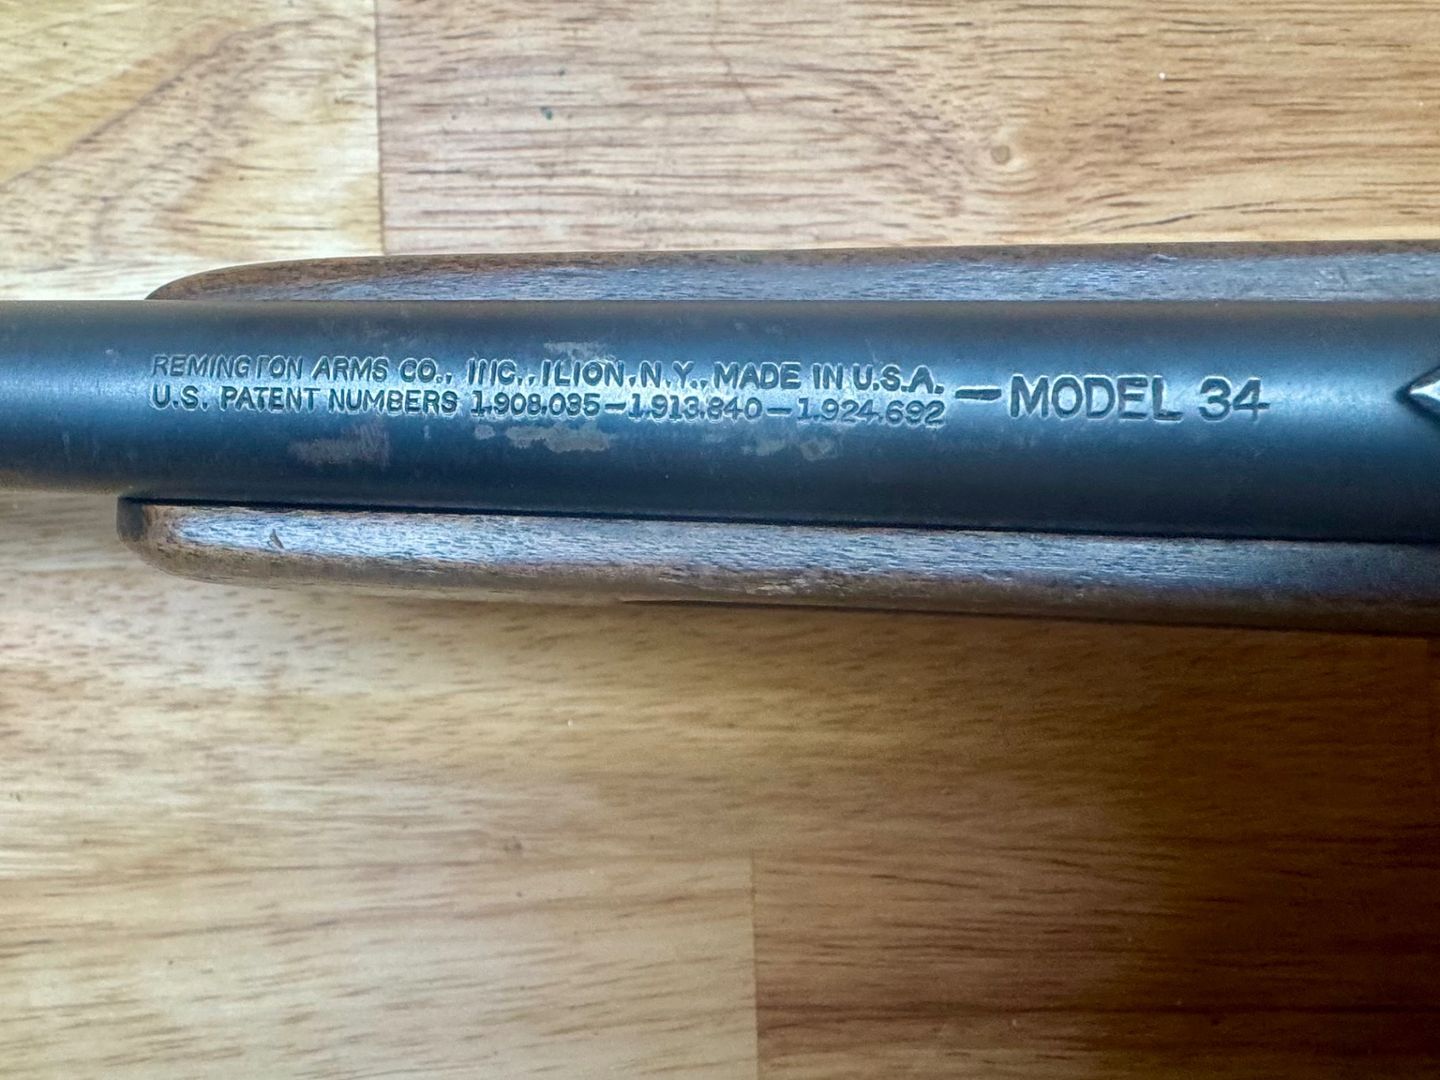 REMINGTON ARMS CO., INC., ILION, N.Y., MADE IN U.S.A.
U.S. PATENT NUMBERS 1,908,035—1,913,840—1,924,692
— MODEL 34